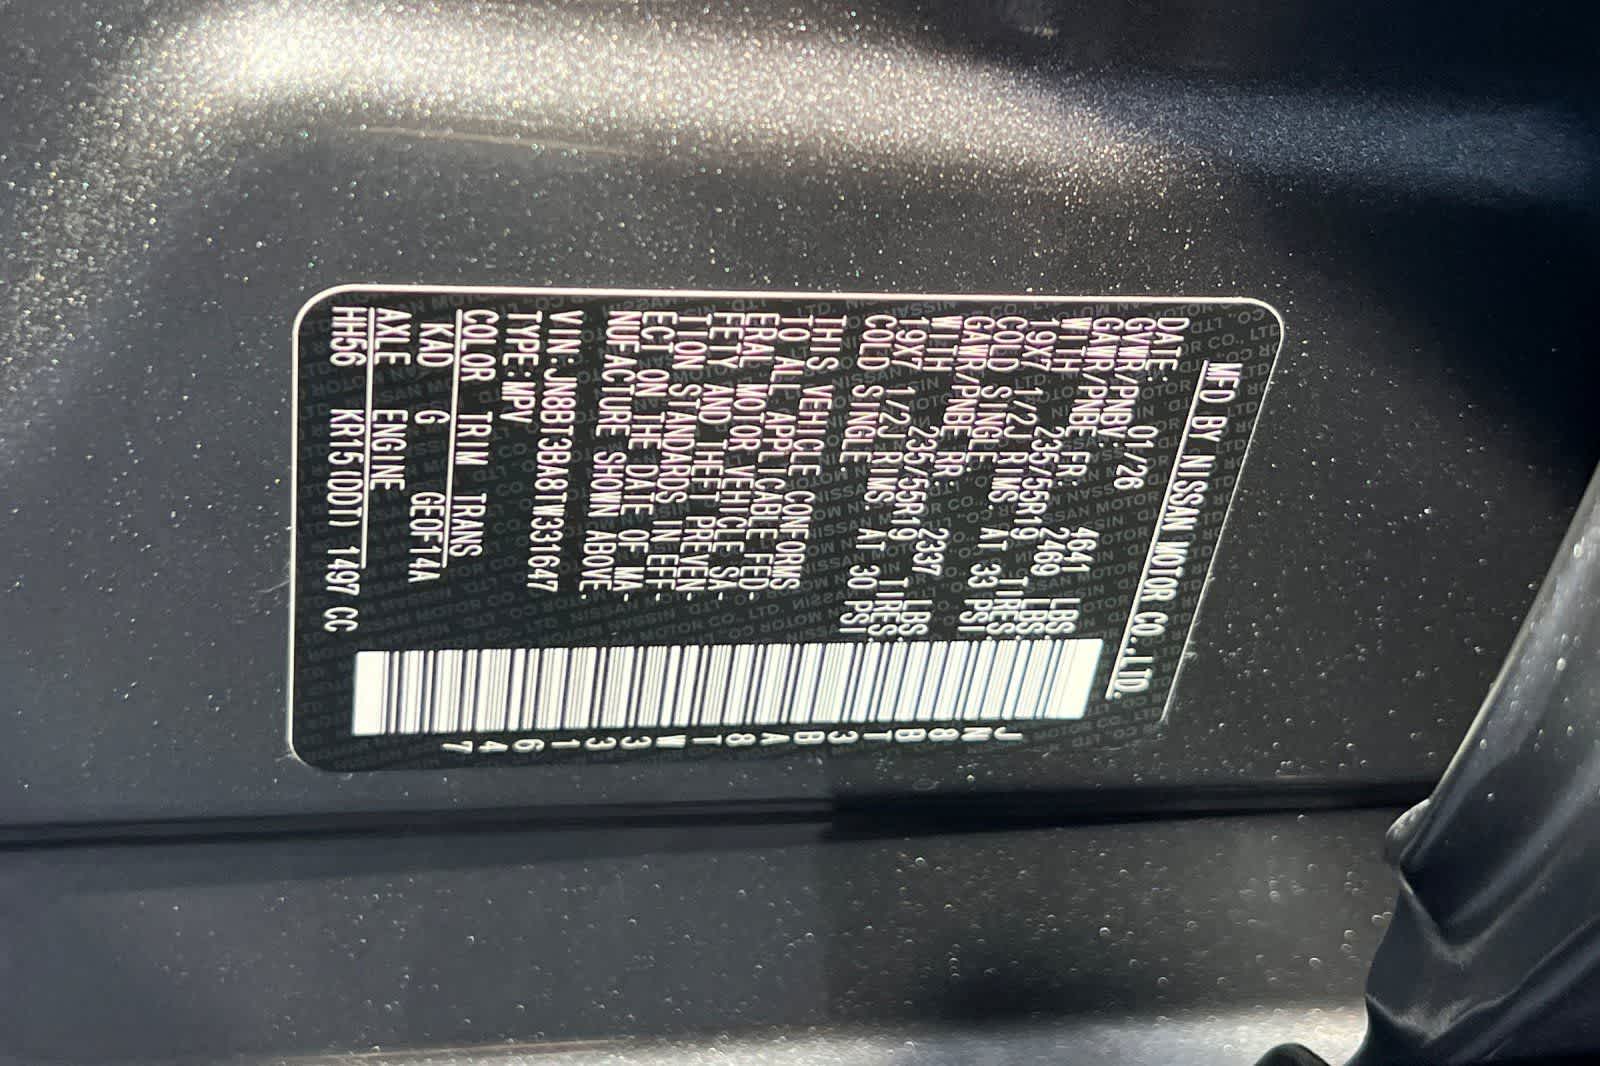 MFD BY NISSAN MOTOR CO.,LTD.
DATE: 01/26
GVWR/PNBV: 4641 LBS.
GAWR/PNBE FR: 2469 LBS.
WITH 235/55R19 TIRES.
19X7 1/2J RIMS. AT 33 PSI
COLD SINGLE.
GAWR/PNBE RR: 2337 LBS.
WITH 235/55R19 TIRES.
19X7 1/2J RIMS. AT 30 PSI
COLD SINGLE.
THIS VEHICLE CONFORMS
TO ALL APPLICABLE FED-
ERAL MOTOR VEHICLE SA-
FETY AND THEFT PREVEN-
TION STANDARDS IN EFF-
ECT ON THE DATE OF MA-
NUFACTURE SHOWN ABOVE.
VIN: JN8BT3BA8TW331647
TYPE: MPV
COLOR TRIM TRANS
KAD G GE0F14A
AXLE ENGINE
HH56 KR15(DDT) 1497 CC
JN8BT3BA8TW331647